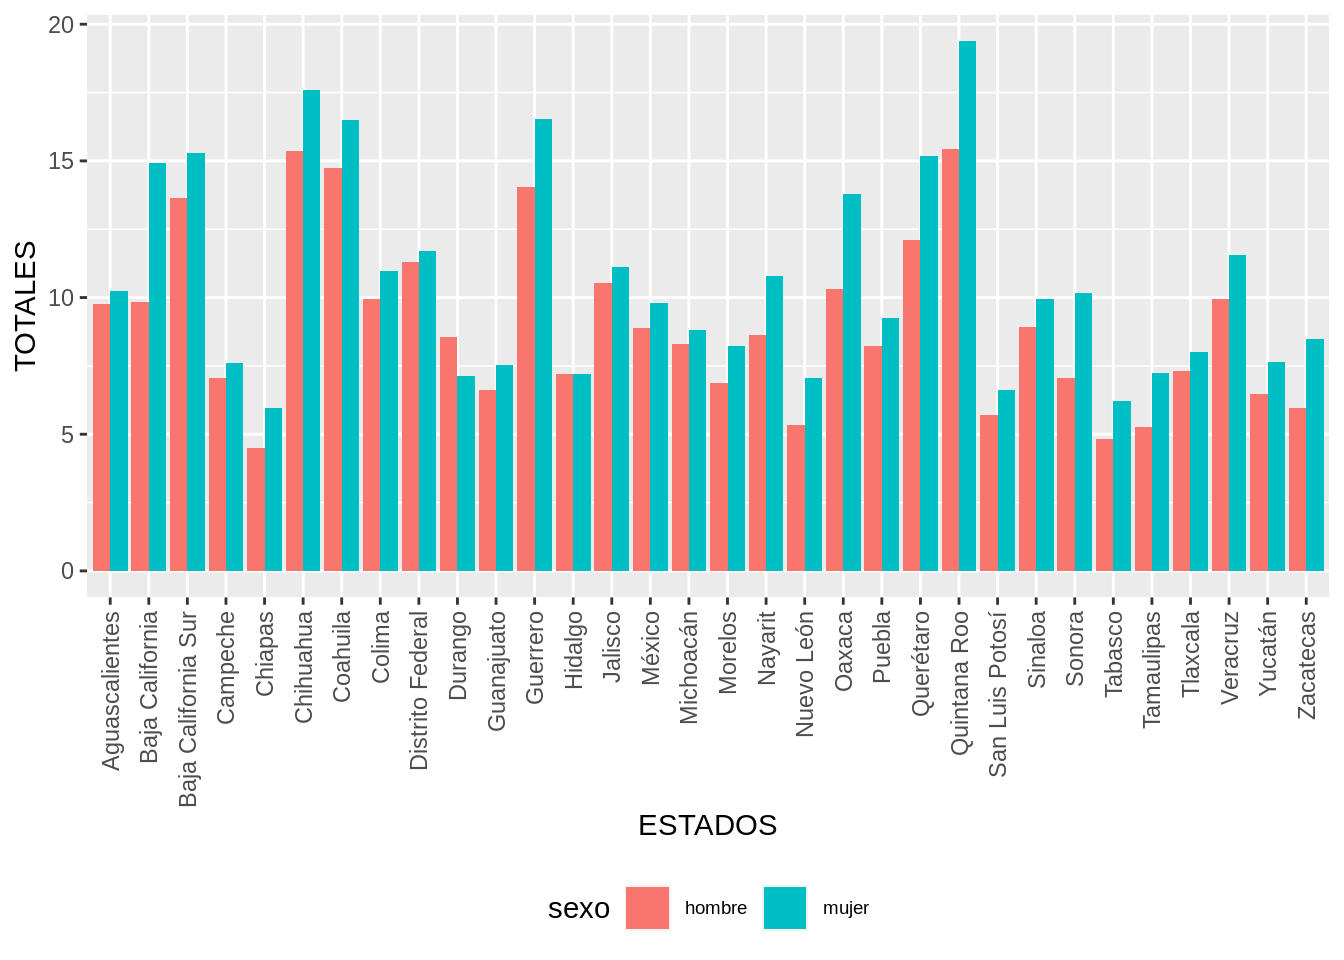 TOTALES
20
15
10
5
0
Aguascalientes
Baja California
Baja California Sur
Campeche
Chiapas
Chihuahua
Coahuila
Colima
Distrito Federal
Durango
Guanajuato
Guerrero
Hidalgo
Jalisco
México
Michoacán
Morelos
Nayarit
Nuevo León
Oaxaca
Puebla
Querétaro
Quintana Roo
San Luis Potosí
Sinaloa
Sonora
Tabasco
Tamaulipas
Tlaxcala
Veracruz
Yucatán
Zacatecas
ESTADOS
sexo hombre mujer